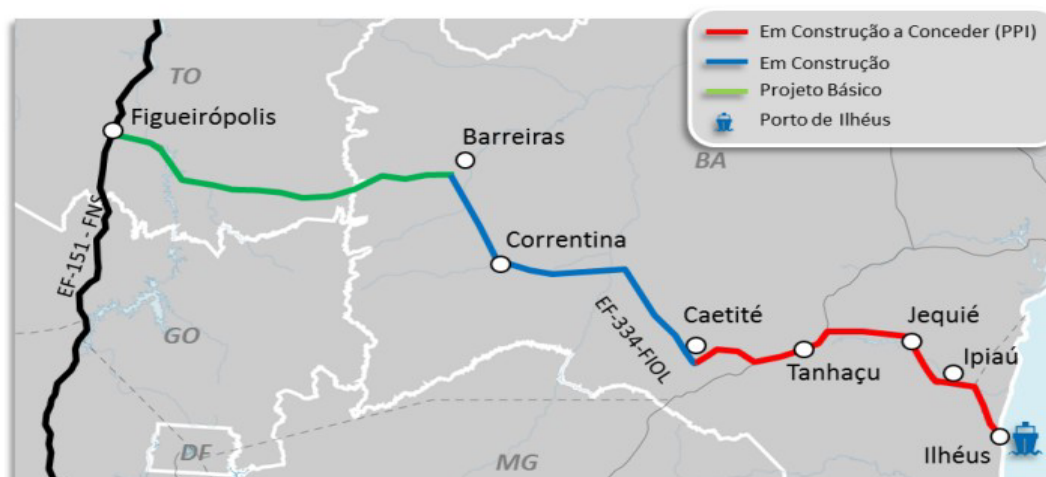 Em Construção a Conceder (PPI)
Em Construção
Projeto Básico
Porto de Ilhéus
TO
Figueirópolis
Barreiras
BA
EF-151 - FNS
Correntina
EF-334-FIOL
Caetité
Jequié
GO
Ipiaú
Tanhaçu
DF
MG
Ilhéus